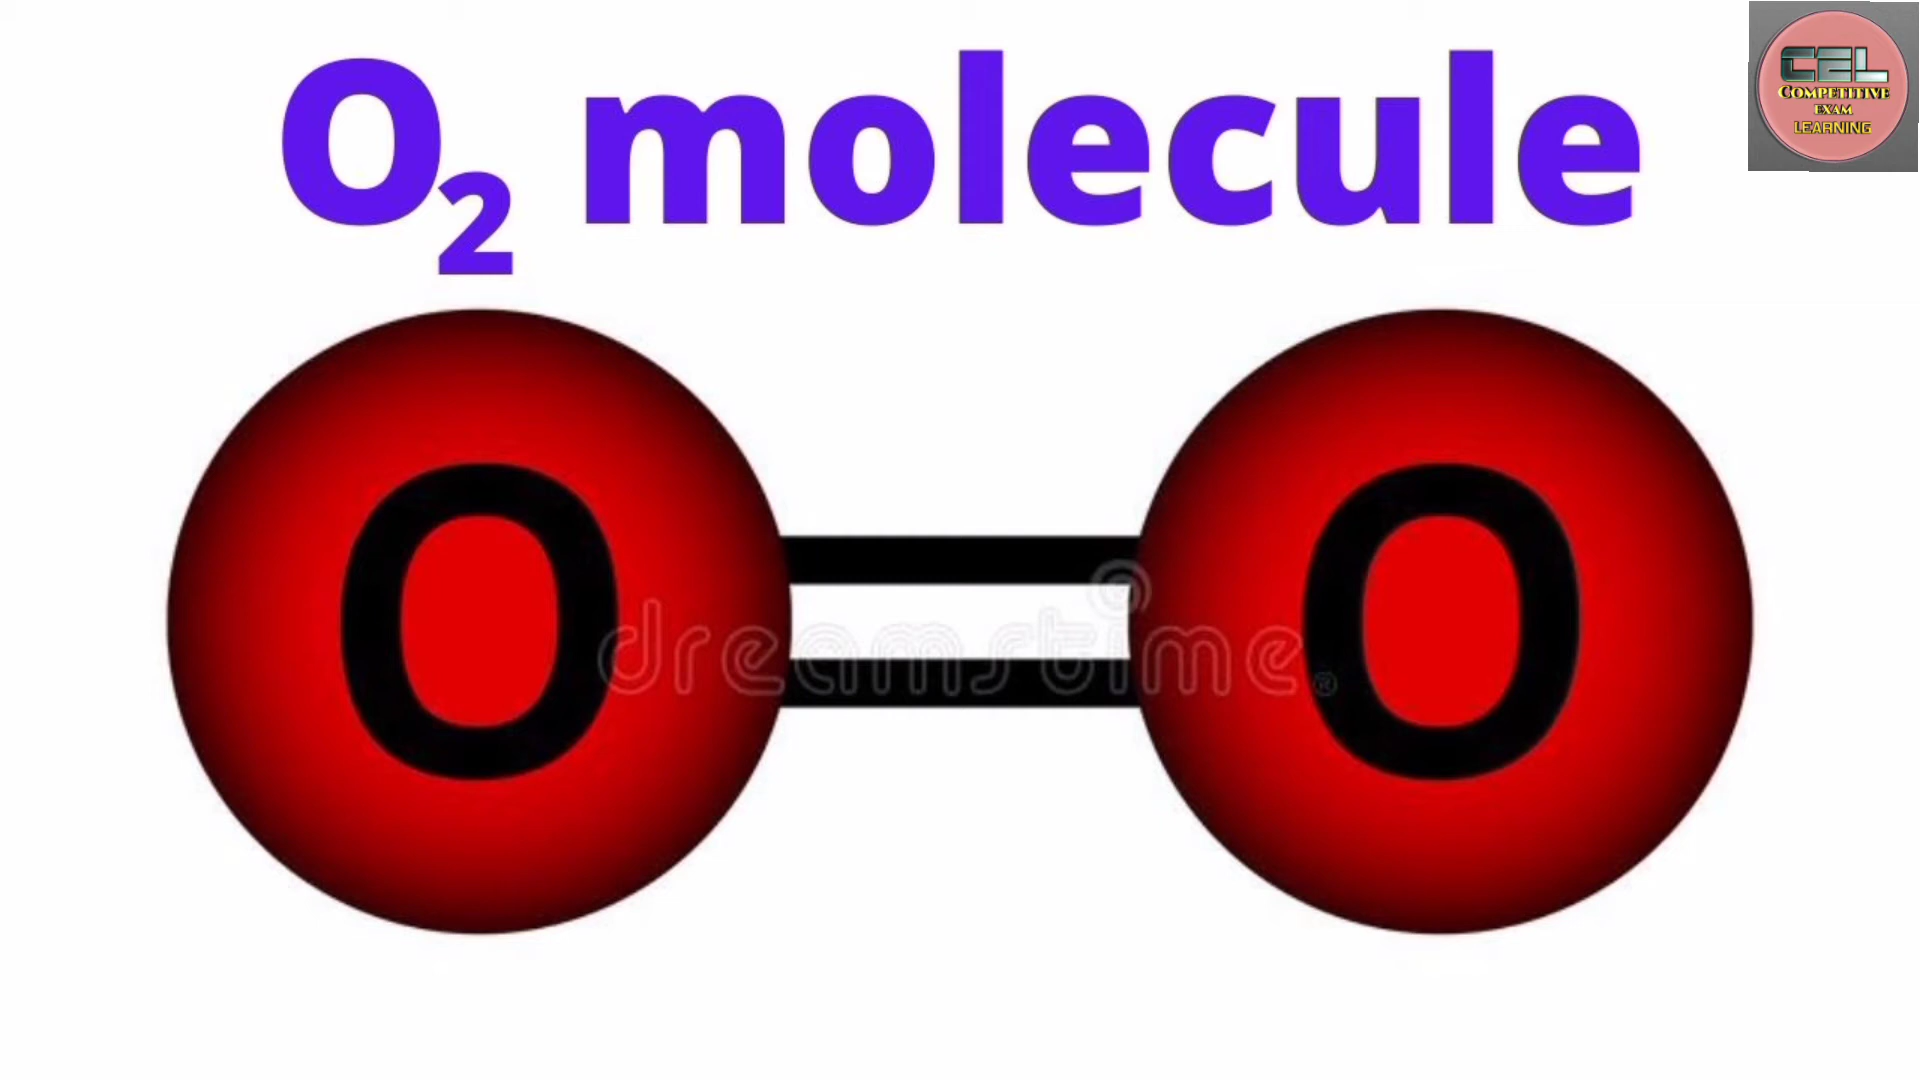 O₂ molecule
CEL
COMPETITIVE
EXAM
LEARNING
O O
dreamstime®